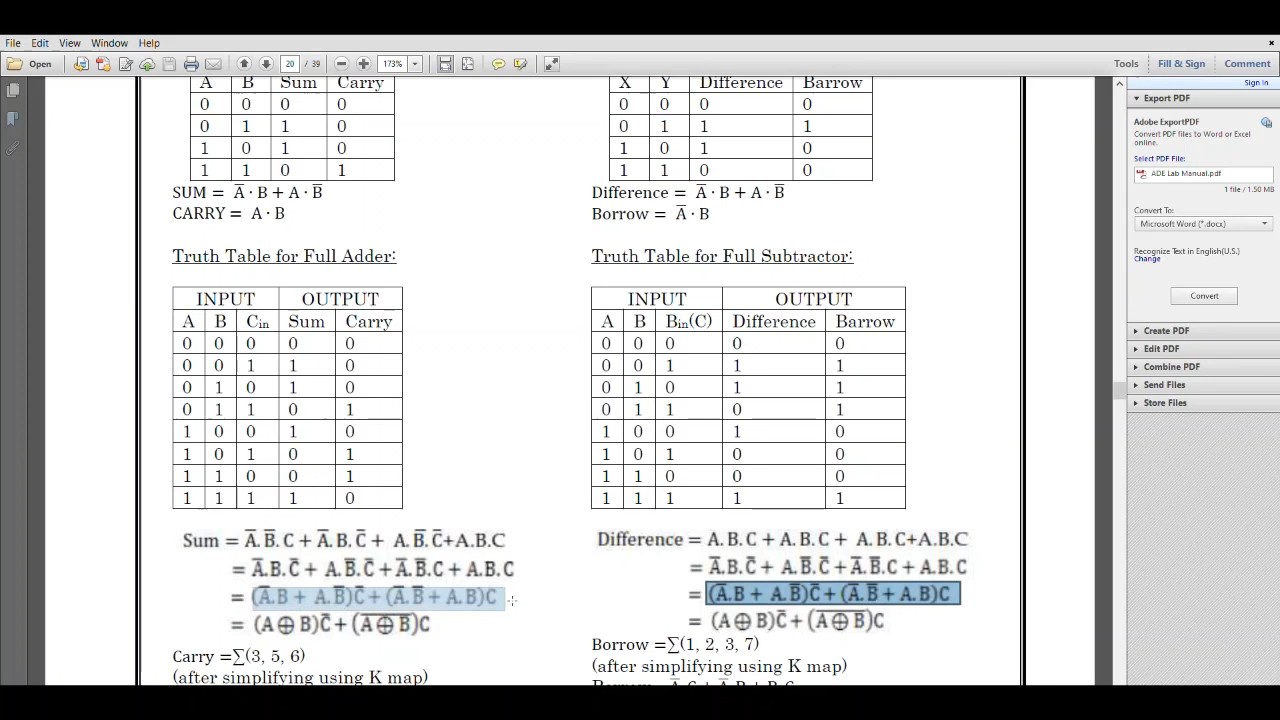 File Edit View Window Help ×
Open 20 / 39 173% Tools Fill & Sign Comment
Sign In
Export PDF
Adobe ExportPDF
Convert PDF files to Word or Excel
online.
Select PDF File:
ADE Lab Manual.pdf
1 file / 1.50 MB
Convert To:
Microsoft Word (*.docx)
Recognize Text in English(U.S.)
Change
Convert
Create PDF
Edit PDF
Combine PDF
Send Files
Store Files
A B Sum Carry
0 0 0 0
0 1 1 0
1 0 1 0
1 1 0 1
SUM = A̅ · B + A · B̅
CARRY = A · B
X Y Difference Barrow
0 0 0 0
0 1 1 1
1 0 1 0
1 1 0 0
Difference = A̅ · B + A · B̅
Borrow = A̅ · B
Truth Table for Full Adder:
INPUT OUTPUT
A B Cin Sum Carry
0 0 0 0 0
0 0 1 1 0
0 1 0 1 0
0 1 1 0 1
1 0 0 1 0
1 0 1 0 1
1 1 0 0 1
1 1 1 1 0
Sum = A̅.B̅. C + A̅.B.C̅ + A.B̅.C̅+A.B.C
= A̅.B.C̅ + A.B̅.C̅ + A̅.B̅.C + A.B.C
= (A̅.B + A.B̅)C̅ + (A̅.B̅ + A.B)C
= (A ⊕ B)C̅ + (A̅ ⊕ B̅)C
Carry =∑(3, 5, 6)
(after simplifying using K map)
Truth Table for Full Subtractor:
INPUT OUTPUT
A B Bin(C) Difference Barrow
0 0 0 0 0
0 0 1 1 1
0 1 0 1 1
0 1 1 0 1
1 0 0 1 0
1 0 1 0 0
1 1 0 0 0
1 1 1 1 1
Difference = A. B. C + A. B. C + A. B. C+A.B.C
= A̅.B.C̅ + A.B̅.C̅ + A̅.B̅.C + A.B.C
= (A̅.B + A.B̅)C̅ + (A̅.B̅ + A.B)C
= (A ⊕ B)C̅ + (A̅ ⊕ B̅)C
Borrow =∑(1, 2, 3, 7)
(after simplifying using K map)